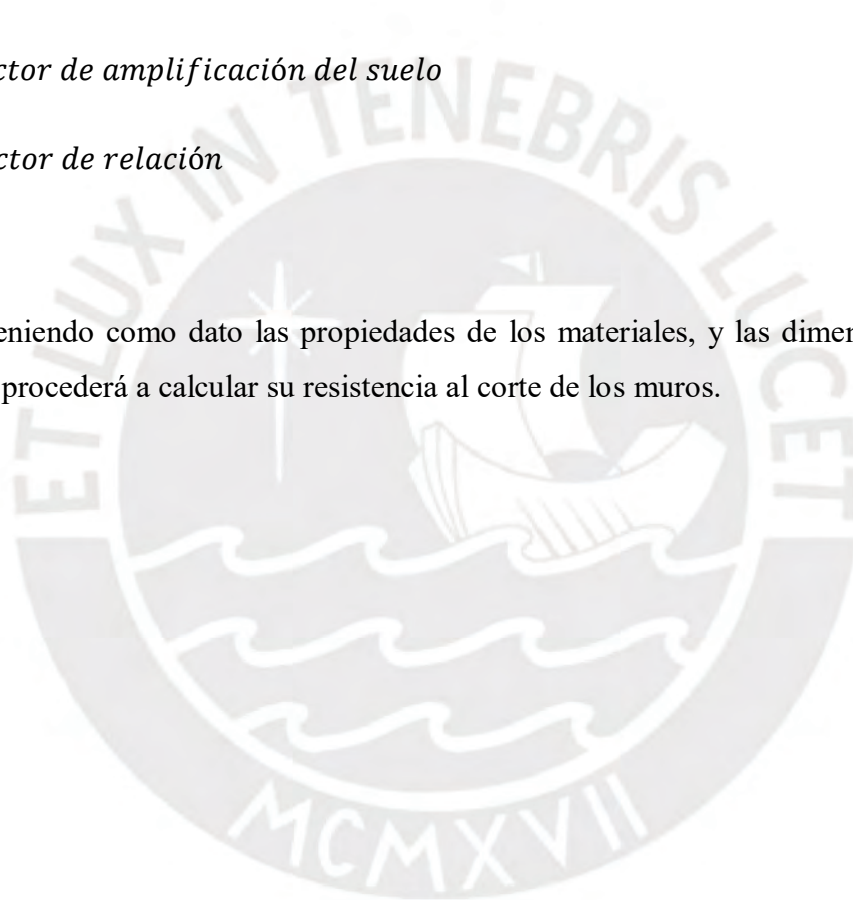 ctor de amplificación del suelo
ctor de relación
eniendo como dato las propiedades de los materiales, y las dimen
procederá a calcular su resistencia al corte de los muros.
ET LUX IN TENEBRIS LUCET
MCMXVII